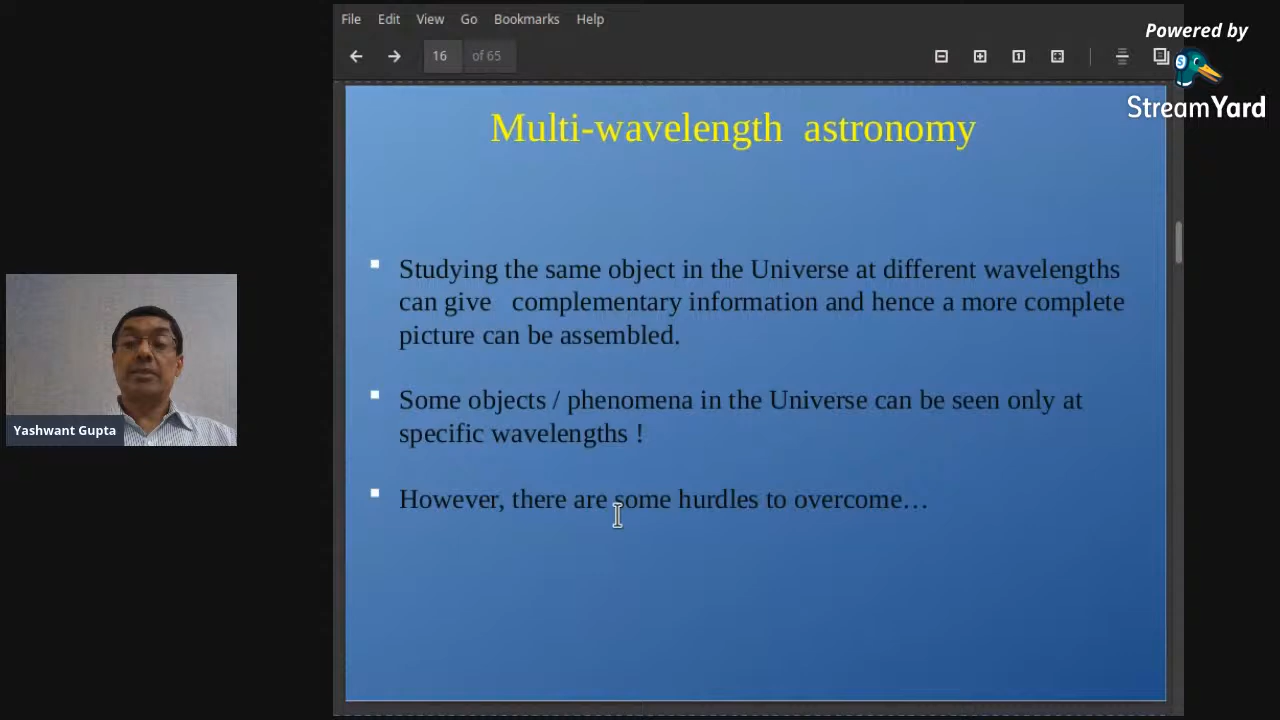 File Edit View Go Bookmarks Help
16 of 65
Powered by
StreamYard
Multi-wavelength astronomy
Studying the same object in the Universe at different wavelengths
can give complementary information and hence a more complete
picture can be assembled.
Some objects / phenomena in the Universe can be seen only at
specific wavelengths !
However, there are some hurdles to overcome…
Yashwant Gupta